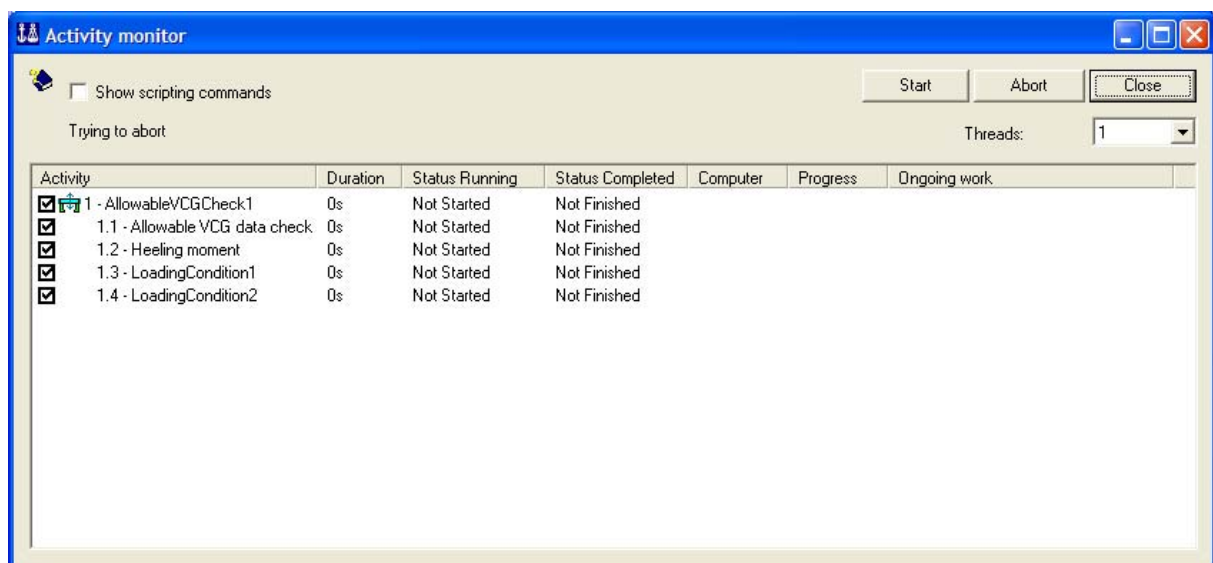 Activity monitor
Show scripting commands
Start Abort Close
Trying to abort
Threads: 1
Activity Duration Status Running Status Completed Computer Progress Ongoing work
1 - AllowableVCGCheck1 0s Not Started Not Finished
1.1 - Allowable VCG data check 0s Not Started Not Finished
1.2 - Heeling moment 0s Not Started Not Finished
1.3 - LoadingCondition1 0s Not Started Not Finished
1.4 - LoadingCondition2 0s Not Started Not Finished